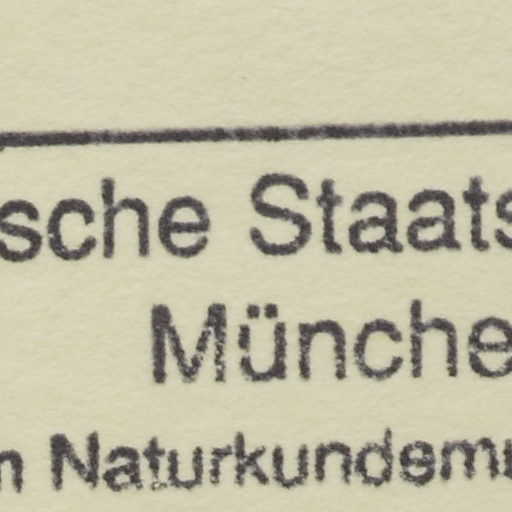 sche Staats
Münche
n Naturkundemu